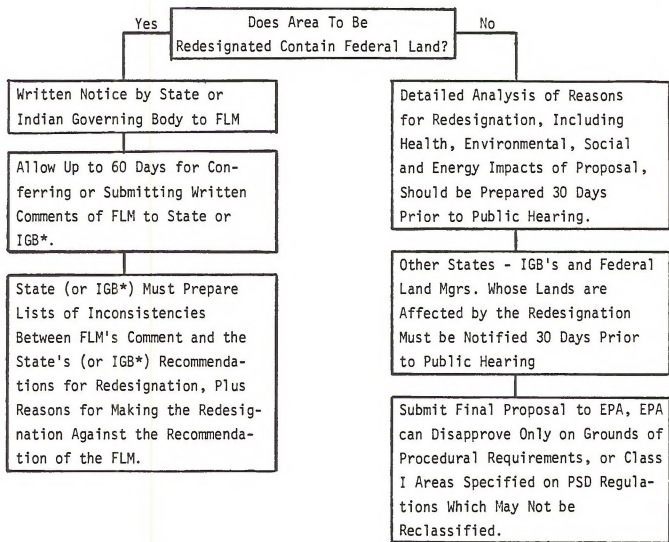 Does Area To Be
Redesignated Contain Federal Land?
Yes
No
Written Notice by State or
Indian Governing Body to FLM
Allow Up to 60 Days for Con-
ferring or Submitting Written
Comments of FLM to State or
IGB*.
State (or IGB*) Must Prepare
Lists of Inconsistencies
Between FLM's Comment and the
State's (or IGB*) Recommenda-
tions for Redesignation, Plus
Reasons for Making the Redesig-
nation Against the Recommenda-
tion of the FLM.
Detailed Analysis of Reasons
for Redesignation, Including
Health, Environmental, Social
and Energy Impacts of Proposal,
Should be Prepared 30 Days
Prior to Public Hearing.
Other States - IGB's and Federal
Land Mgrs. Whose Lands are
Affected by the Redesignation
Must be Notified 30 Days Prior
to Public Hearing
Submit Final Proposal to EPA, EPA
can Disapprove Only on Grounds of
Procedural Requirements, or Class
I Areas Specified on PSD Regula-
tions Which May Not be
Reclassified.